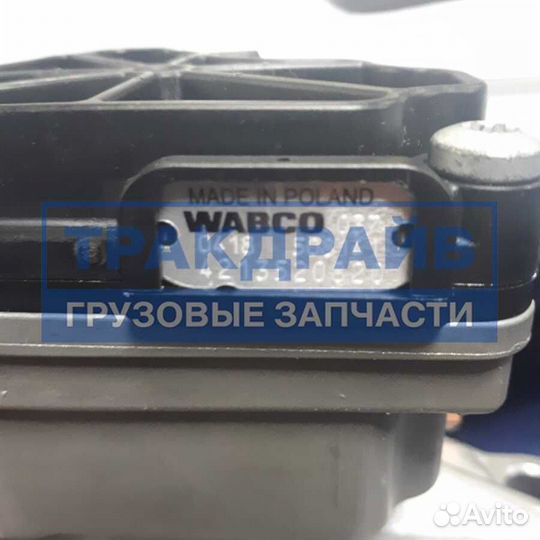 MADE IN POLAND
WABCO
ТРАКДРАЙВ
ГРУЗОВЫЕ ЗАПЧАСТИ
Avito